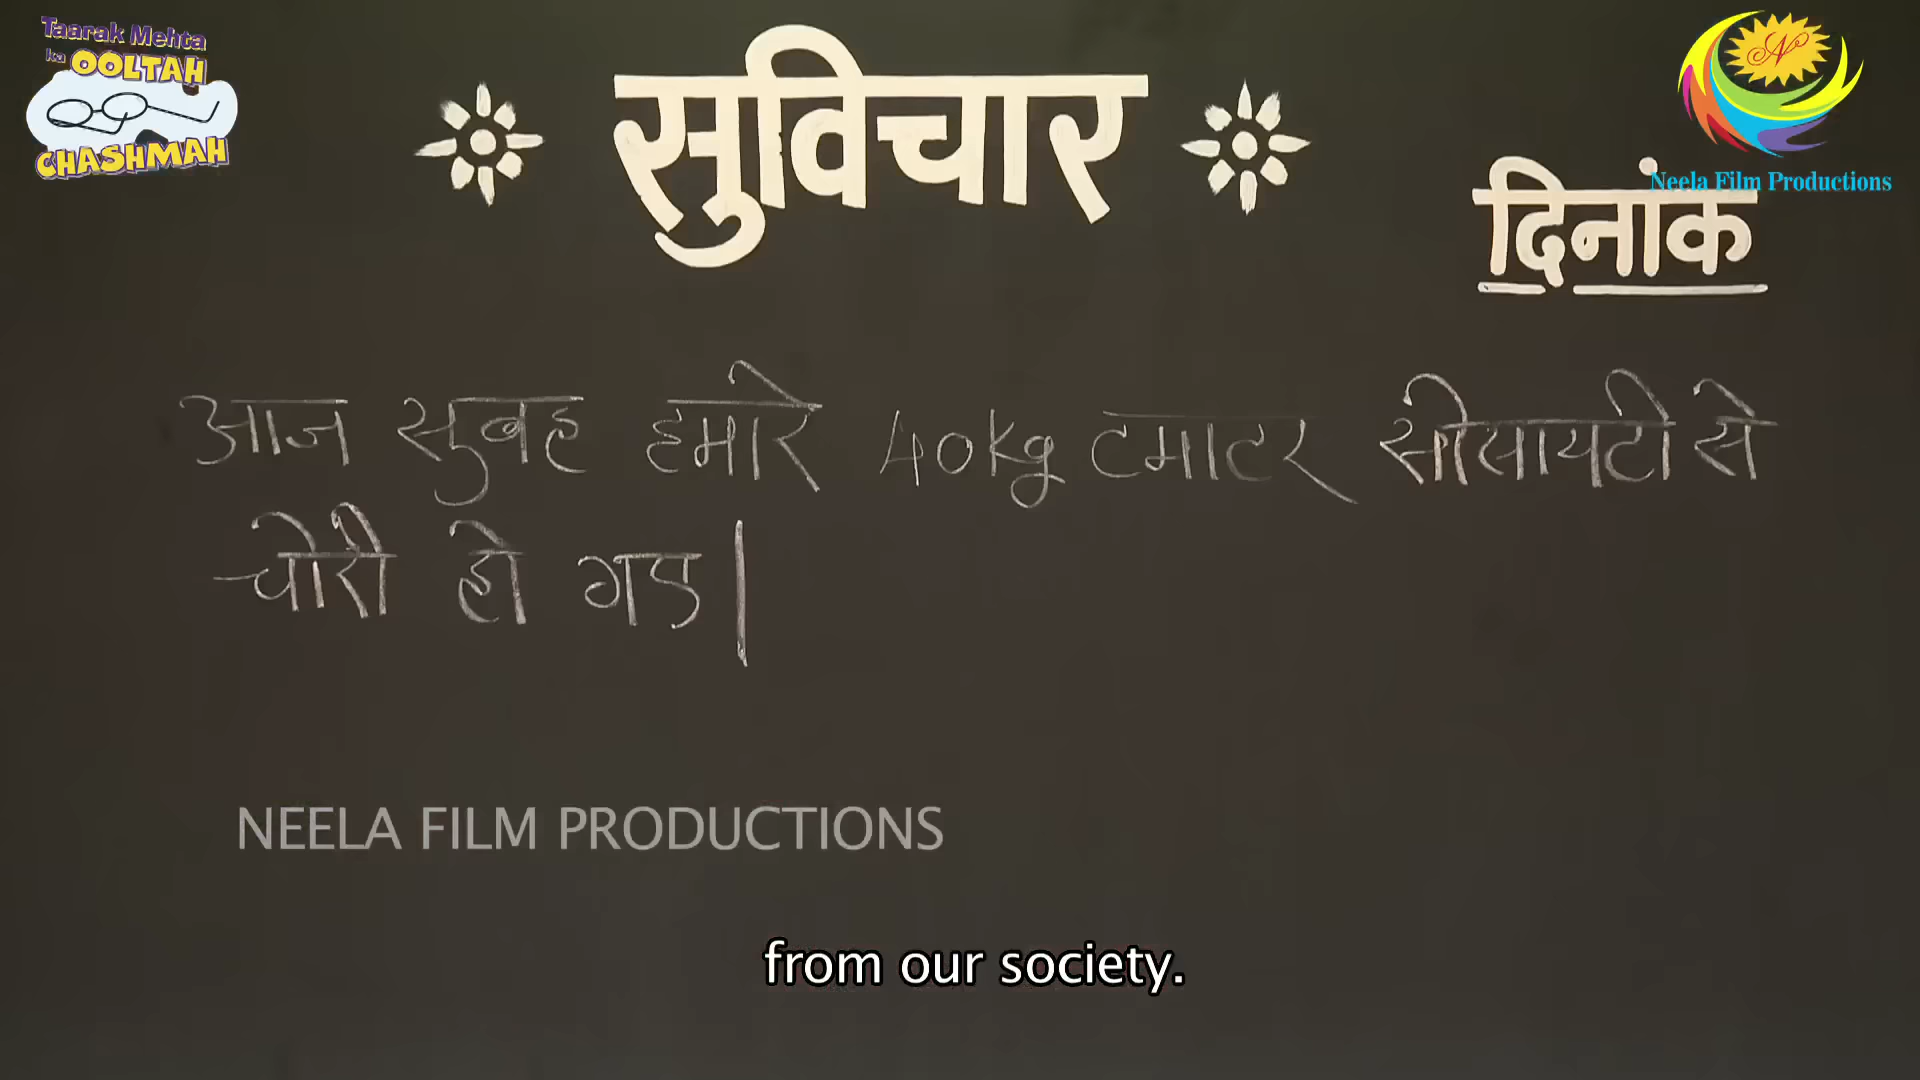 Taarak Mehta
ka OOLTAH
CHASHMAH
सुविचार
Neela Film Productions
दिनांक
आज सुबह हमारे 40kg टमाटर सोसायटी से
चोरी हो गए|
NEELA FILM PRODUCTIONS
from our society.